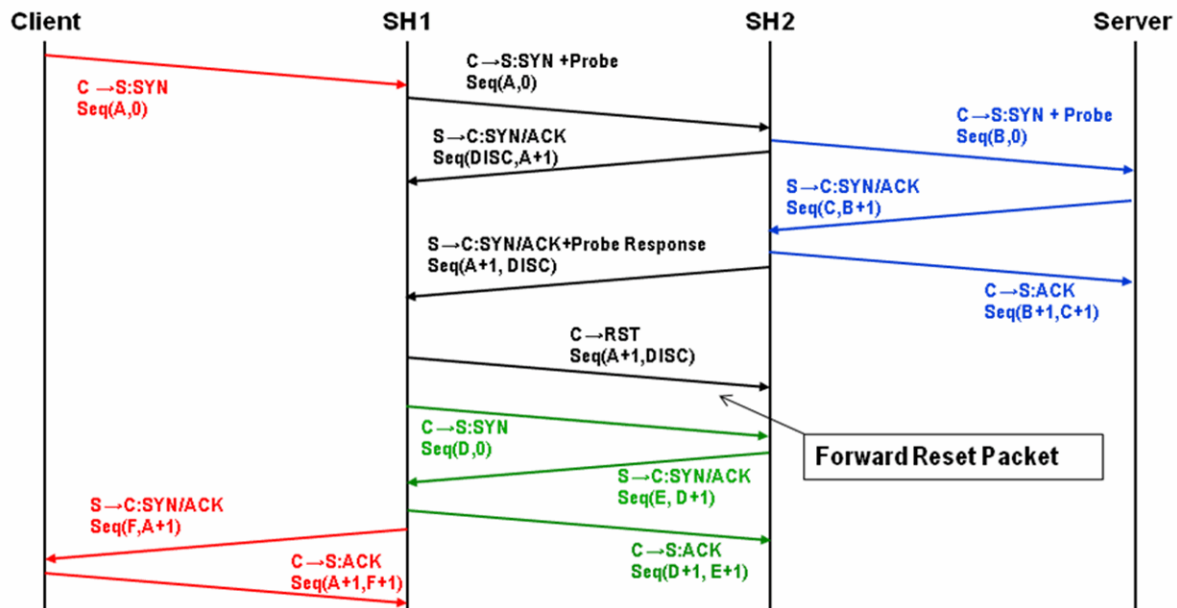 Client
SH1
SH2
Server
C→S:SYN
Seq(A,0)
C→S:SYN +Probe
Seq(A,0)
C→S:SYN + Probe
Seq(B,0)
S→C:SYN/ACK
Seq(DISC,A+1)
S→C:SYN/ACK
Seq(C,B+1)
S→C:SYN/ACK+Probe Response
Seq(A+1, DISC)
C→S:ACK
Seq(B+1,C+1)
C→RST
Seq(A+1,DISC)
C→S:SYN
Seq(D,0)
Forward Reset Packet
S→C:SYN/ACK
Seq(E, D+1)
S→C:SYN/ACK
Seq(F,A+1)
C→S:ACK
Seq(D+1, E+1)
C→S:ACK
Seq(A+1,F+1)